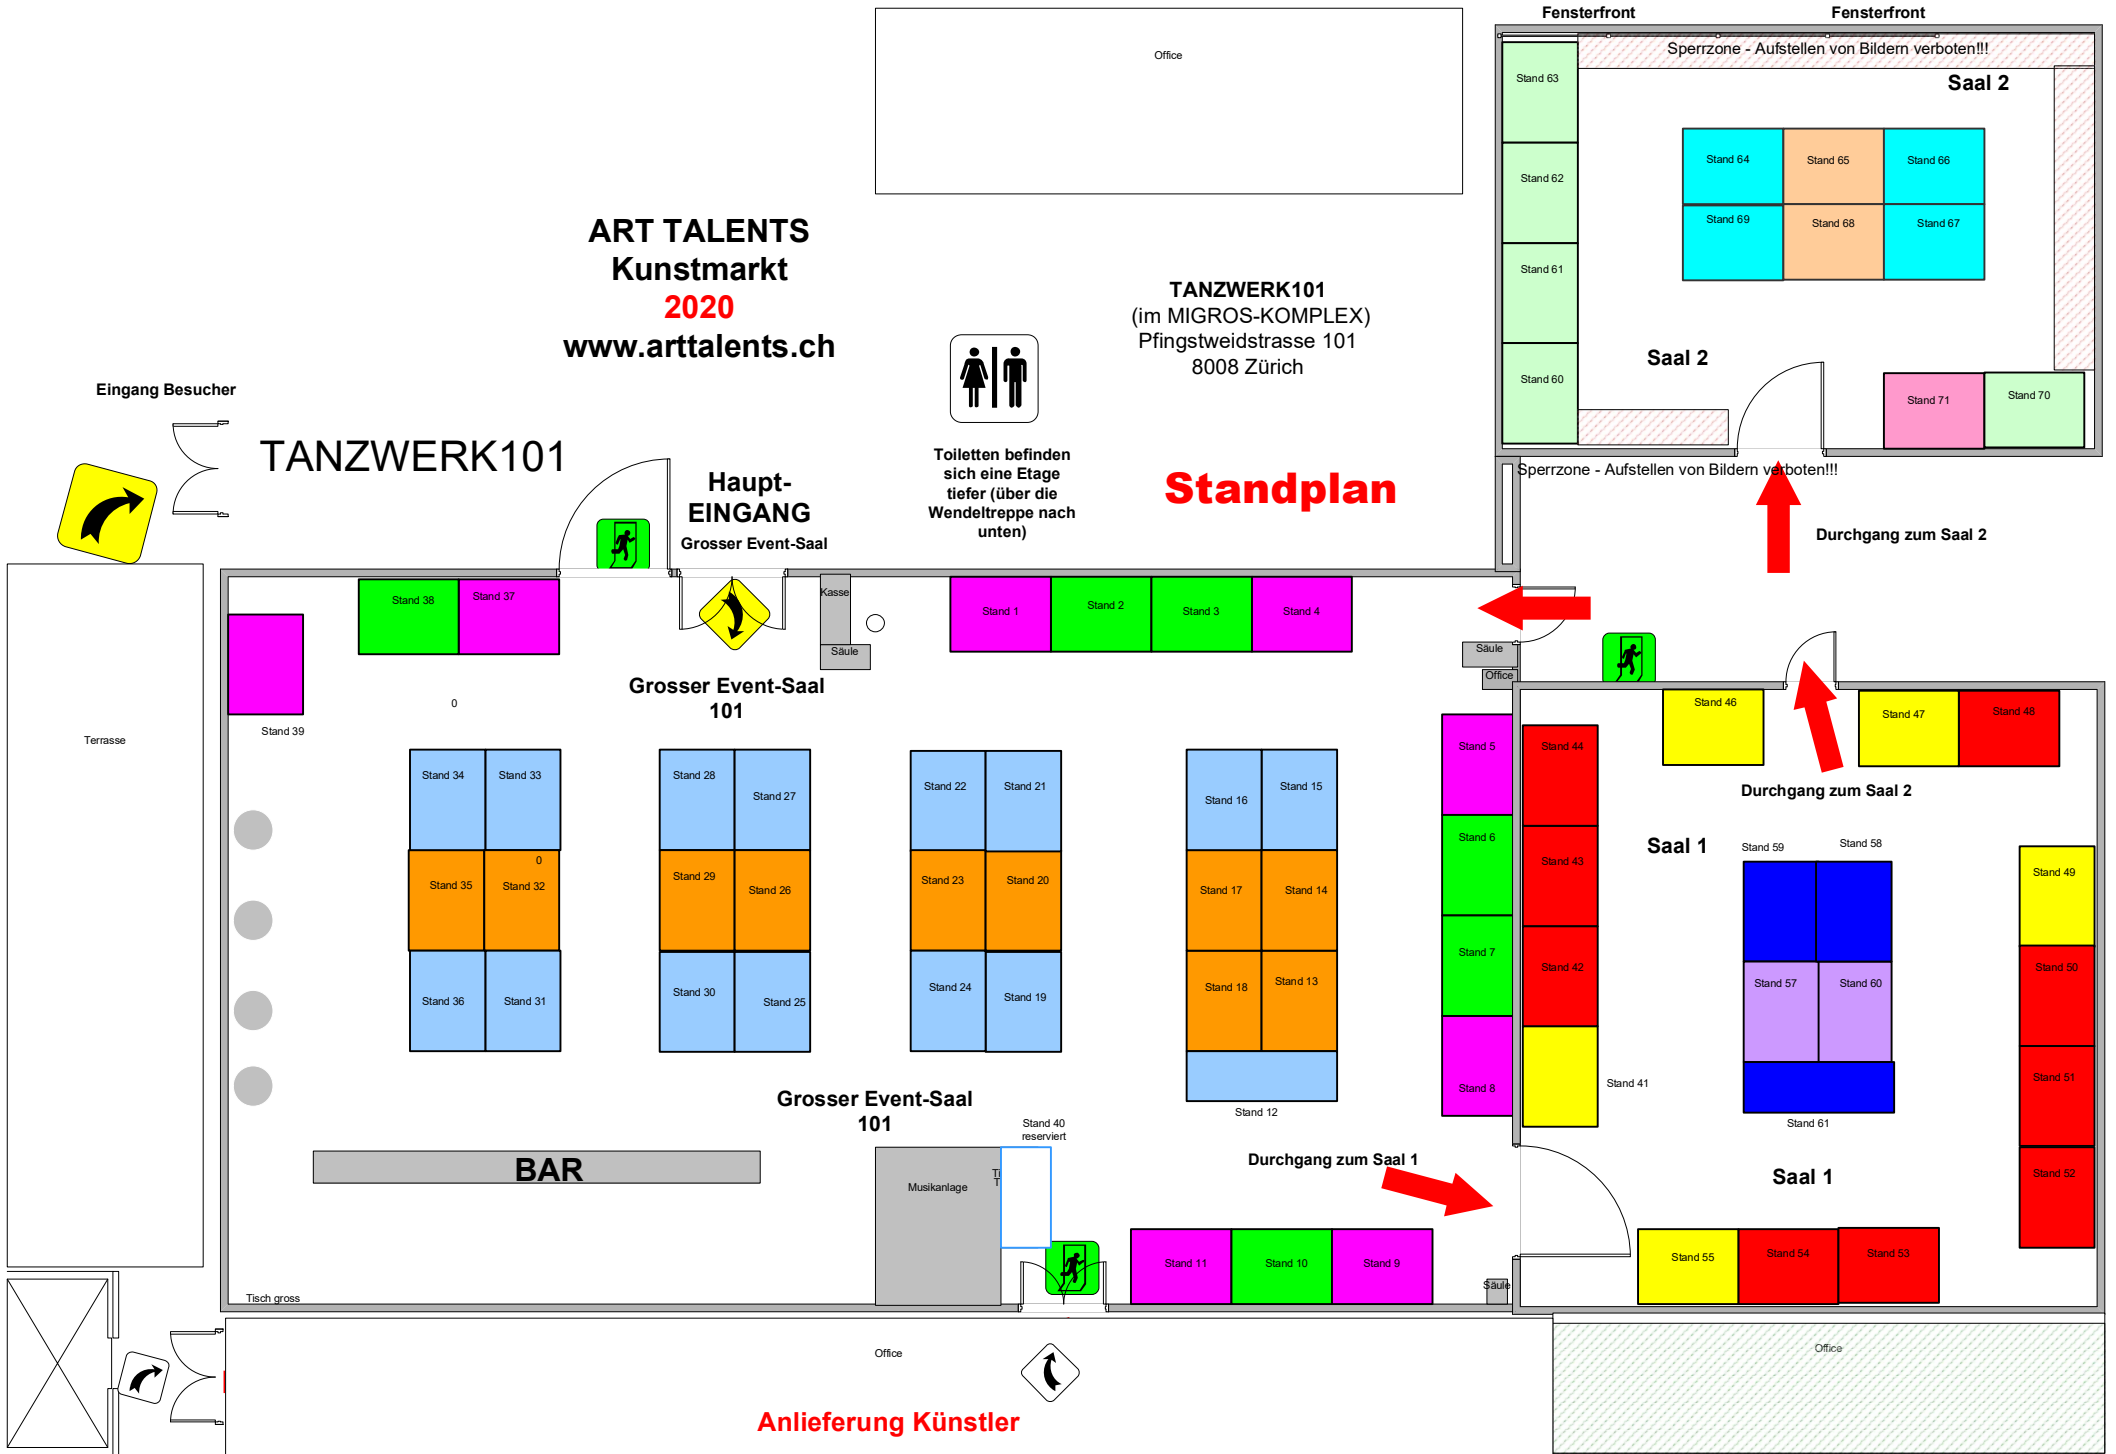 Fensterfront
Fensterfront
Office
Sperrzone - Aufstellen von Bildern verboten!!!
Saal 2
Stand 63
Stand 62
Stand 61
Stand 60
Stand 64
Stand 65
Stand 66
Stand 69
Stand 68
Stand 67
Saal 2
Stand 71
Stand 70
Sperrzone - Aufstellen von Bildern verboten!!!
ART TALENTS
Kunstmarkt
2020
www.arttalents.ch
TANZWERK101
(im MIGROS-KOMPLEX)
Pfingstweidstrasse 101
8008 Zürich
Eingang Besucher
TANZWERK101
Haupt-
EINGANG
Grosser Event-Saal
Toiletten befinden
sich eine Etage
tiefer (über die
Wendeltreppe nach
unten)
Standplan
Durchgang zum Saal 2
Terrasse
Stand 38
Stand 37
Stand 39
0
Kasse
Säule
Stand 1
Stand 2
Stand 3
Stand 4
Säule
Office
Grosser Event-Saal
101
Stand 34
Stand 33
Stand 28
Stand 27
Stand 22
Stand 21
Stand 16
Stand 15
0
Stand 35
Stand 32
Stand 29
Stand 26
Stand 23
Stand 20
Stand 17
Stand 14
Stand 36
Stand 31
Stand 30
Stand 25
Stand 24
Stand 19
Stand 18
Stand 13
Stand 12
Stand 5
Stand 6
Stand 7
Stand 8
Stand 44
Stand 43
Stand 42
Stand 41
Stand 46
Stand 47
Stand 48
Durchgang zum Saal 2
Saal 1
Stand 59
Stand 58
Stand 57
Stand 60
Stand 61
Stand 49
Stand 50
Stand 51
Stand 52
Saal 1
Stand 55
Stand 54
Stand 53
Grosser Event-Saal
101
Stand 40
reserviert
BAR
Musikanlage
Ti
T
Durchgang zum Saal 1
Stand 11
Stand 10
Stand 9
Säule
Tisch gross
Office
Office
Anlieferung Künstler